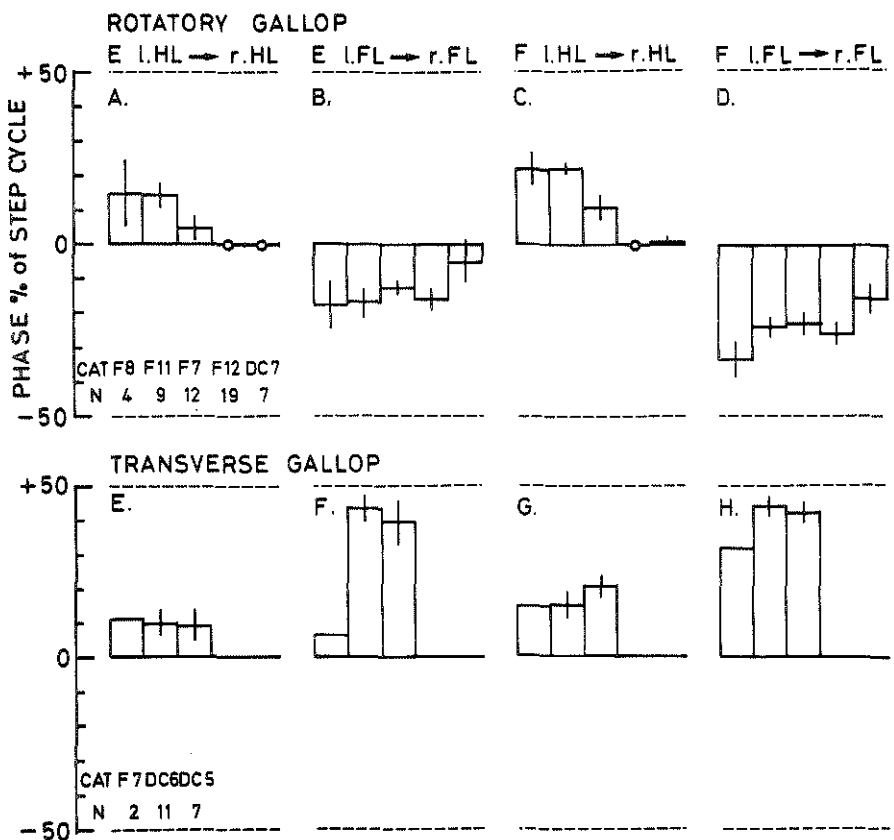 ROTATORY GALLOP
E l.HL → r.HL E l.FL → r.FL F l.HL → r.HL F l.FL → r.FL
+50
A. B. C. D.
PHASE % of STEP CYCLE
0
CAT F8 F11 F7 F12 DC7
N 4 9 12 19 7
−50
TRANSVERSE GALLOP
+50
E. F. G. H.
0
CAT F7 DC6 DC5
N 2 11 7
−50